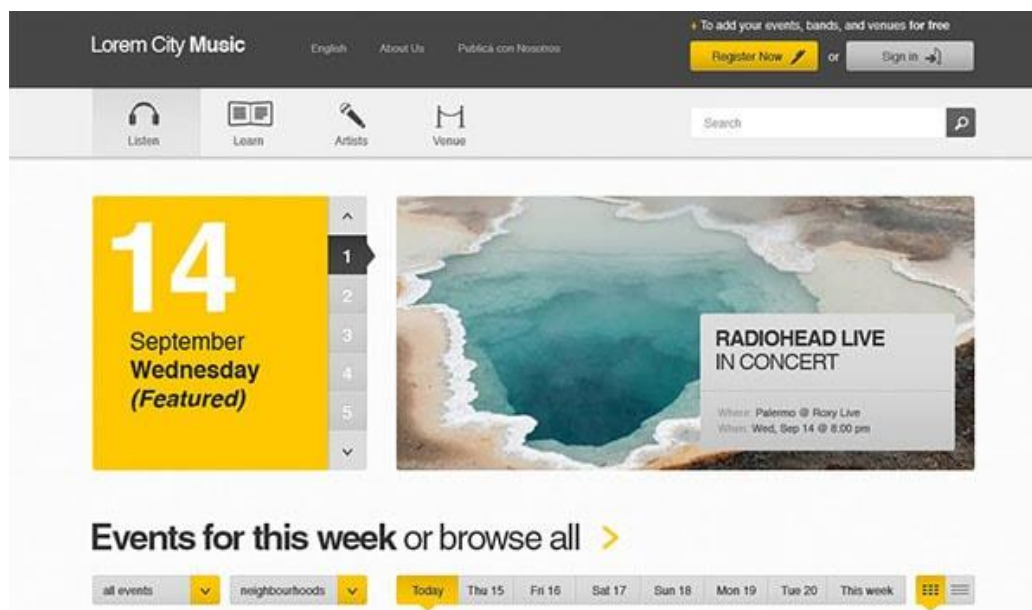 + To add your events, bands, and venues for free
Lorem City Music
English About Us Publicá con Nosotros
Register Now or Sign in
Listen Learn Artists Venue
Search
14
September
Wednesday
(Featured)
1
2
3
4
5
RADIOHEAD LIVE
IN CONCERT
Where: Palermo @ Roxy Live
When: Wed, Sep 14 @ 8:00 pm
Events for this week or browse all >
all events neighbourhoods Today Thu 15 Fri 16 Sat 17 Sun 18 Mon 19 Tue 20 This week